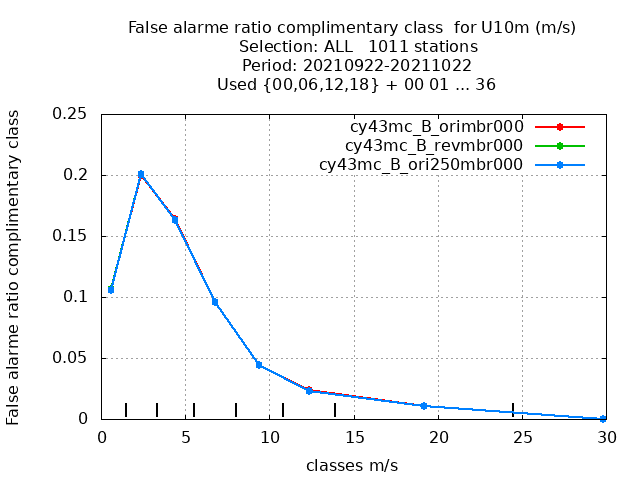 False alarme ratio complimentary class  for U10m (m/s)
Selection: ALL   1011 stations
Period: 20210922-20211022
Used {00,06,12,18} + 00 01 ... 36
False alarme ratio complimentary class
0.25
0.2
0.15
0.1
0.05
0
cy43mc_B_orimbr000
cy43mc_B_revmbr000
cy43mc_B_ori250mbr000
0 5 10 15 20 25 30
classes m/s